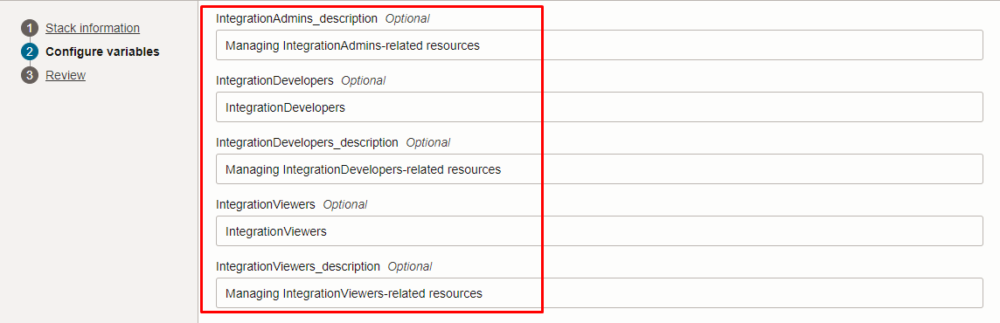 1 Stack information
2 Configure variables
3 Review
IntegrationAdmins_description Optional
Managing IntegrationAdmins-related resources
IntegrationDevelopers Optional
IntegrationDevelopers
IntegrationDevelopers_description Optional
Managing IntegrationDevelopers-related resources
IntegrationViewers Optional
IntegrationViewers
IntegrationViewers_description Optional
Managing IntegrationViewers-related resources